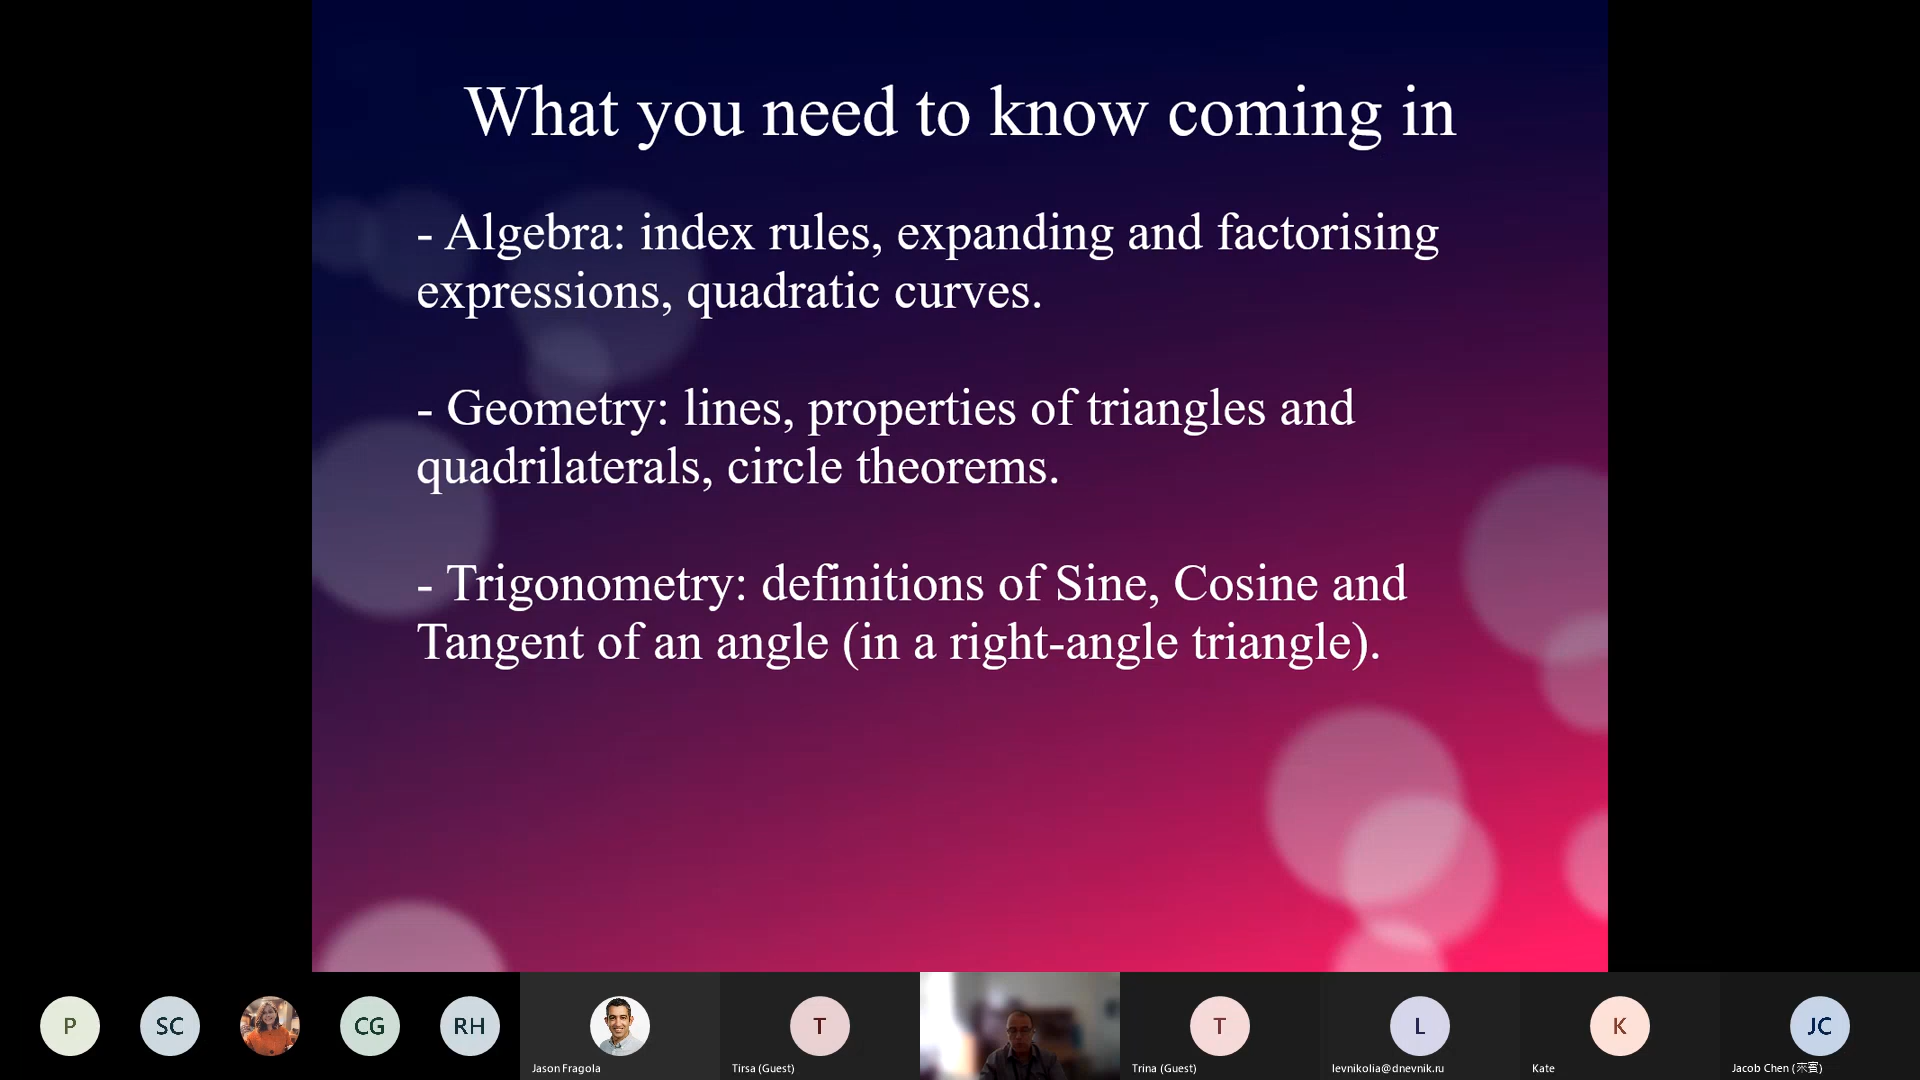 What you need to know coming in
- Algebra: index rules, expanding and factorising
expressions, quadratic curves.
- Geometry: lines, properties of triangles and
quadrilaterals, circle theorems.
- Trigonometry: definitions of Sine, Cosine and
Tangent of an angle (in a right-angle triangle).
P
SC
CG
RH
Jason Fragola
T
Tirsa (Guest)
T
Trina (Guest)
L
levnikolia@dnevnik.ru
K
Kate
JC
Jacob Chen (來賓)